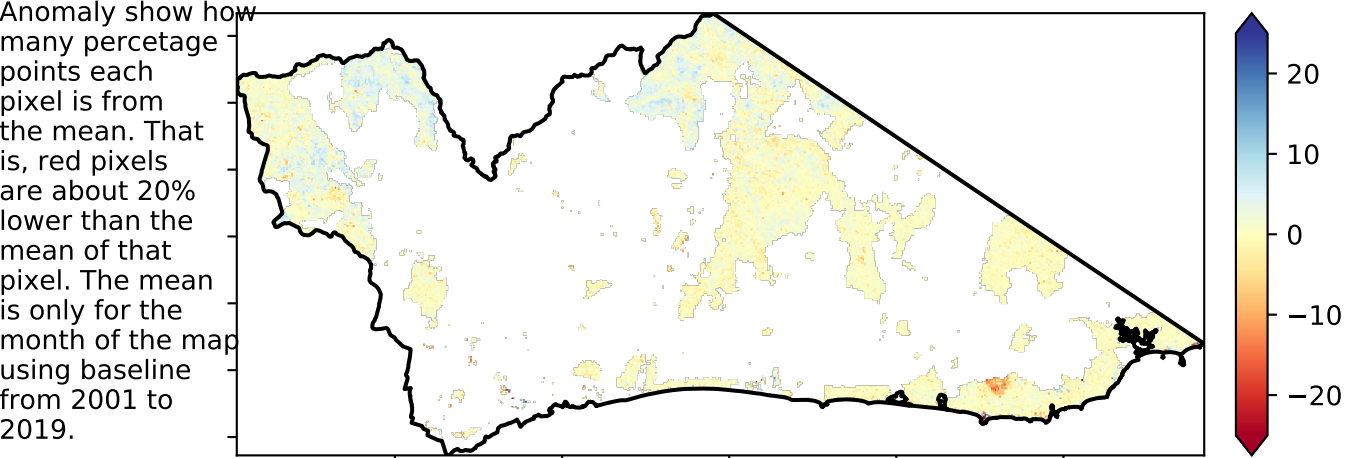 Anomaly show how
many percetage
points each
pixel is from
the mean. That
is, red pixels
are about 20%
lower than the
mean of that
pixel. The mean
is only for the
month of the map
using baseline
from 2001 to
2019.
20
10
0
−10
−20